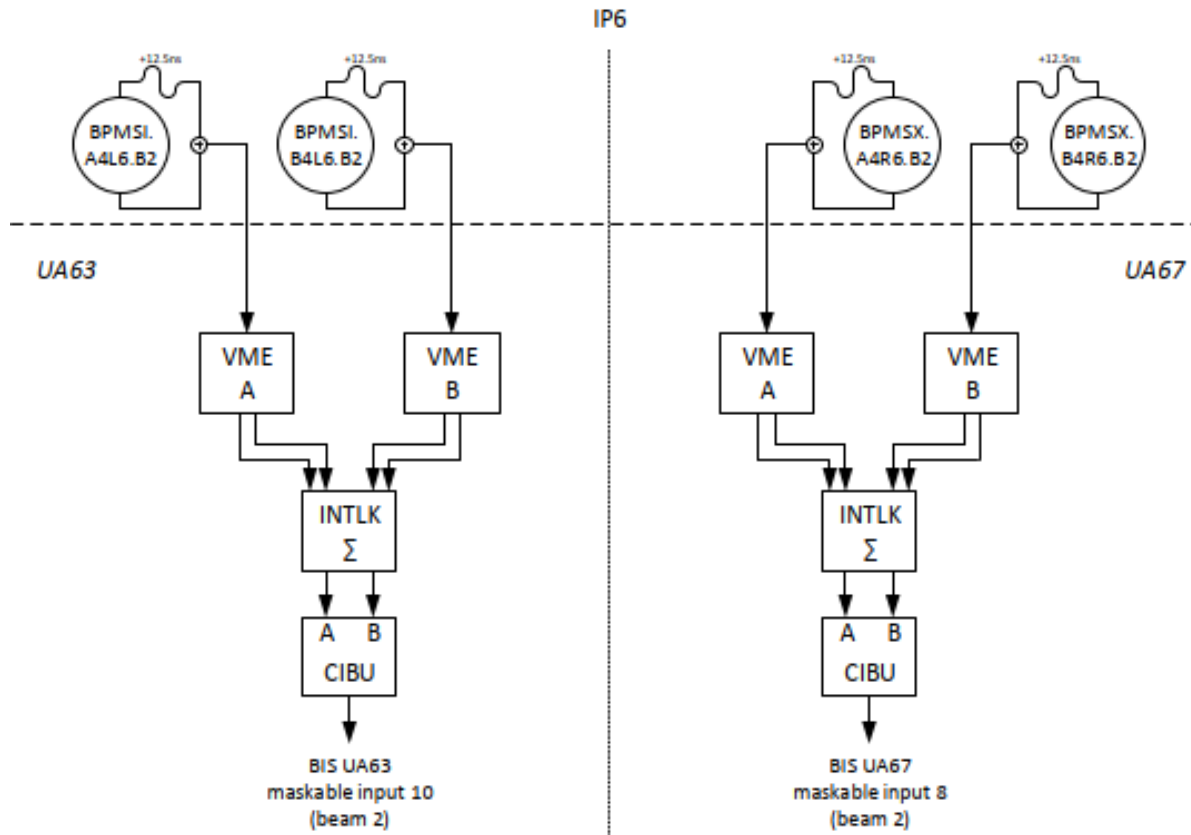 IP6
+12.5ns
+12.5ns
+12.5ns
+12.5ns
BPMSI.
A4L6.B2
BPMSI.
B4L6.B2
BPMSX.
A4R6.B2
BPMSX.
B4R6.B2
UA63
UA67
VME
A
VME
B
VME
A
VME
B
INTLK
Σ
INTLK
Σ
A B
CIBU
A B
CIBU
BIS UA63
maskable input 10
(beam 2)
BIS UA67
maskable input 8
(beam 2)